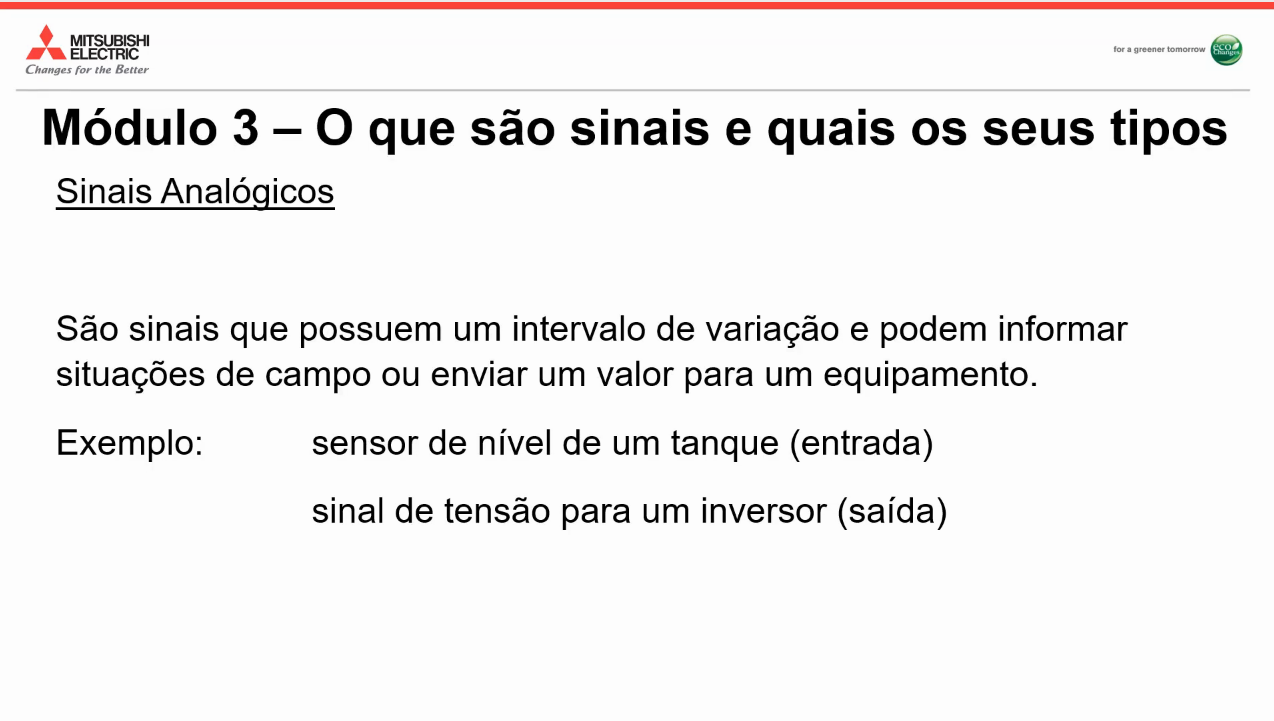 MITSUBISHI
ELECTRIC
Changes for the Better
for a greener tomorrow
eco
Changes
Módulo 3 – O que são sinais e quais os seus tipos
Sinais Analógicos
São sinais que possuem um intervalo de variação e podem informar
situações de campo ou enviar um valor para um equipamento.
Exemplo: sensor de nível de um tanque (entrada)
sinal de tensão para um inversor (saída)